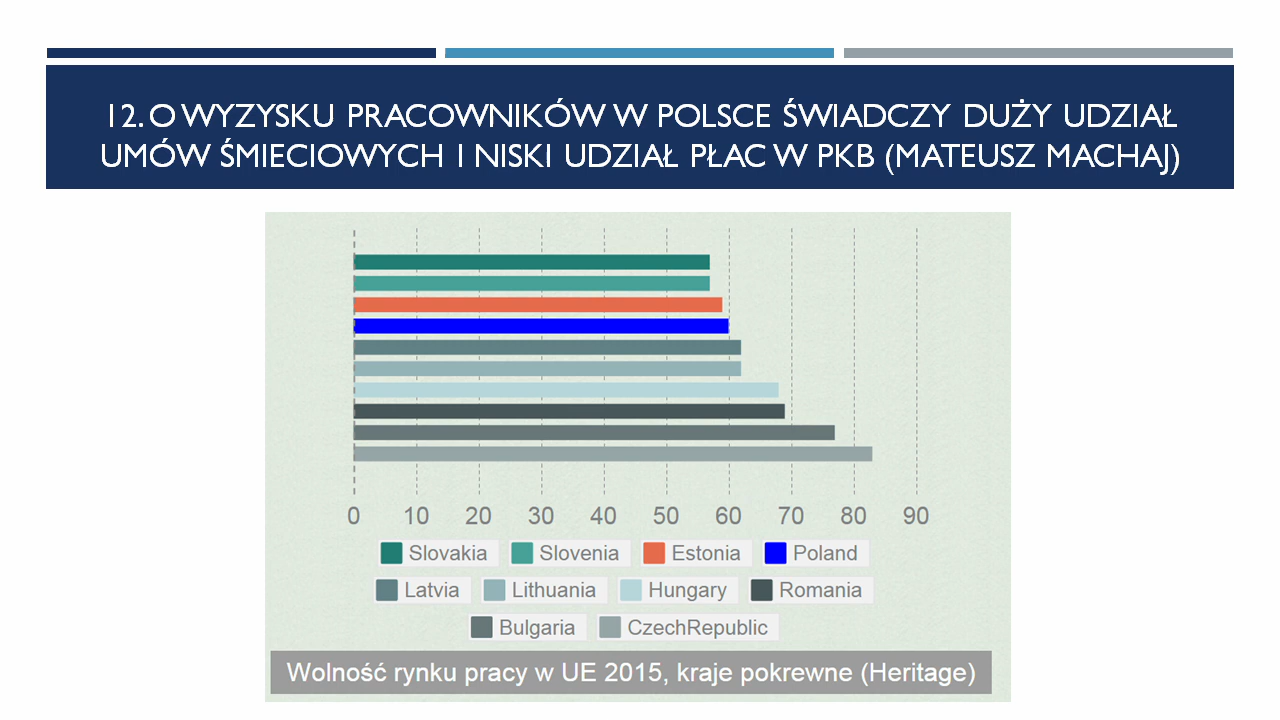 12. O WYZYSKU PRACOWNIKÓW W POLSCE ŚWIADCZY DUŻY UDZIAŁ
UMÓW ŚMIECIOWYCH I NISKI UDZIAŁ PŁAC W PKB (MATEUSZ MACHAJ)
0 10 20 30 40 50 60 70 80 90
Slovakia Slovenia Estonia Poland
Latvia Lithuania Hungary Romania
Bulgaria CzechRepublic
Wolność rynku pracy w UE 2015, kraje pokrewne (Heritage)